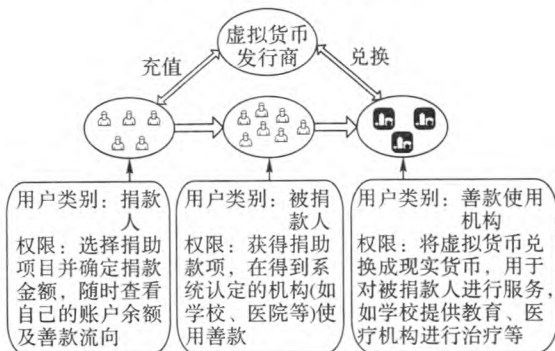 虚拟货币
发行商
充值
兑换
用户类别：捐款
人
权限：选择捐助
项目并确定捐款
金额，随时查看
自己的账户余额
及善款流向
用户类别：被捐
款人
权限：获得捐助
款项，在得到系
统认定的机构(如
学校、医院等)使
用善款
用户类别：善款使用
机构
权限：将虚拟货币兑
换成现实货币，用于
对被捐款人进行服务，
如学校提供教育、医
疗机构进行治疗等